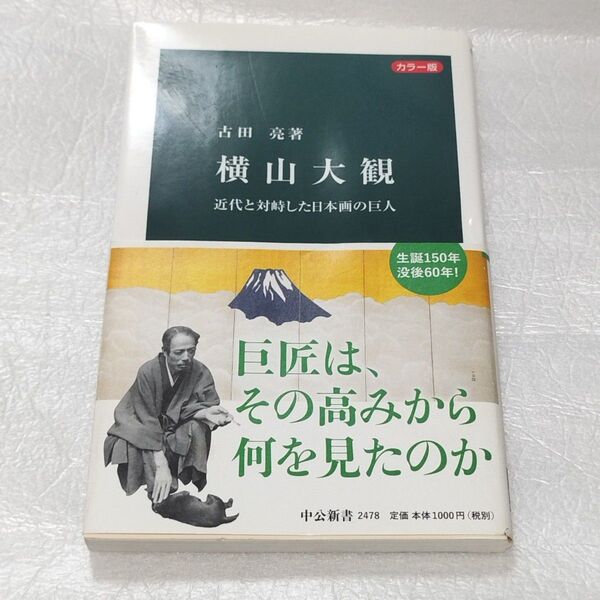 カラー版
古田 亮著
横山大観
近代と対峙した日本画の巨人
生誕150年
没後60年!
巨匠は、
その高みから
何を見たのか
中公新書 2478 定価 本体1000円(税別)